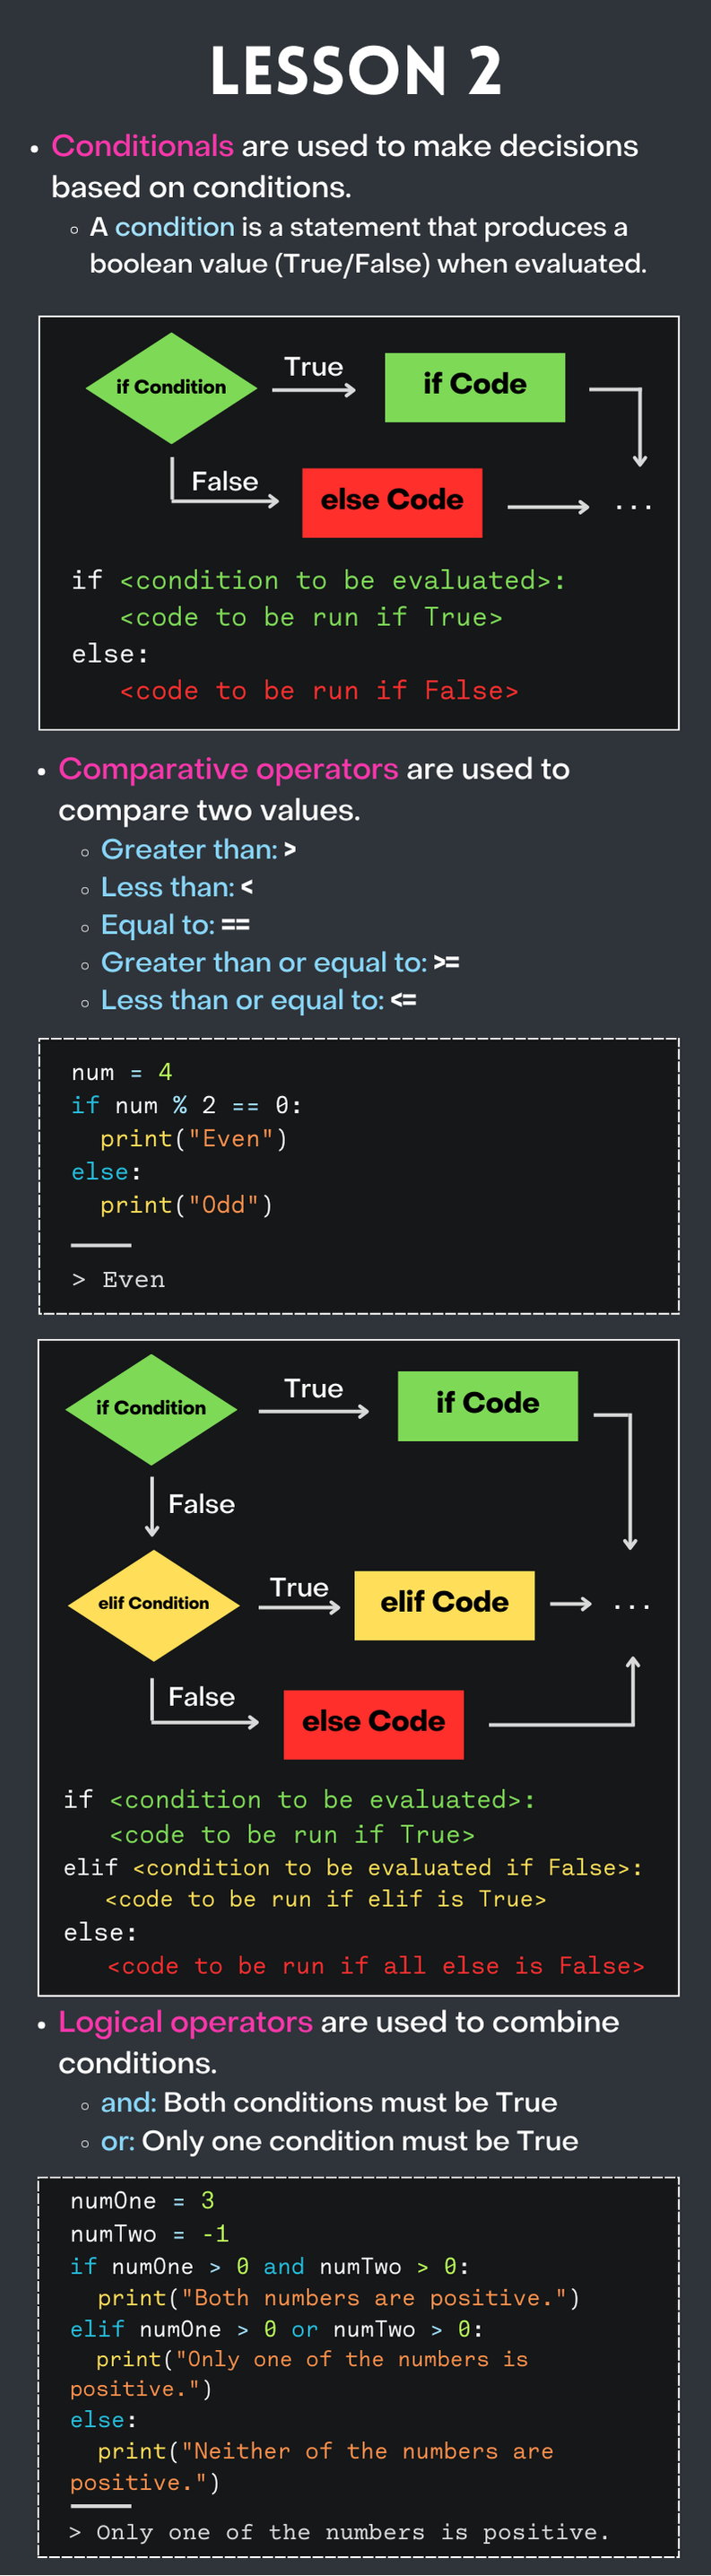 LESSON 2
• Conditionals are used to make decisions
based on conditions.
◦ A condition is a statement that produces a
boolean value (True/False) when evaluated.
if Condition
True
if Code
False
else Code
...
if <condition to be evaluated>:
<code to be run if True>
else:
<code to be run if False>
• Comparative operators are used to
compare two values.
◦ Greater than: >
◦ Less than: <
◦ Equal to: ==
◦ Greater than or equal to: >=
◦ Less than or equal to: <=
num = 4
if num % 2 == 0:
print("Even")
else:
print("Odd")
> Even
if Condition
True
if Code
False
elif Condition
True
elif Code
...
False
else Code
if <condition to be evaluated>:
<code to be run if True>
elif <condition to be evaluated if False>:
<code to be run if elif is True>
else:
<code to be run if all else is False>
• Logical operators are used to combine
conditions.
◦ and: Both conditions must be True
◦ or: Only one condition must be True
numOne = 3
numTwo = -1
if numOne > 0 and numTwo > 0:
print("Both numbers are positive.")
elif numOne > 0 or numTwo > 0:
print("Only one of the numbers is
positive.")
else:
print("Neither of the numbers are
positive.")
> Only one of the numbers is positive.